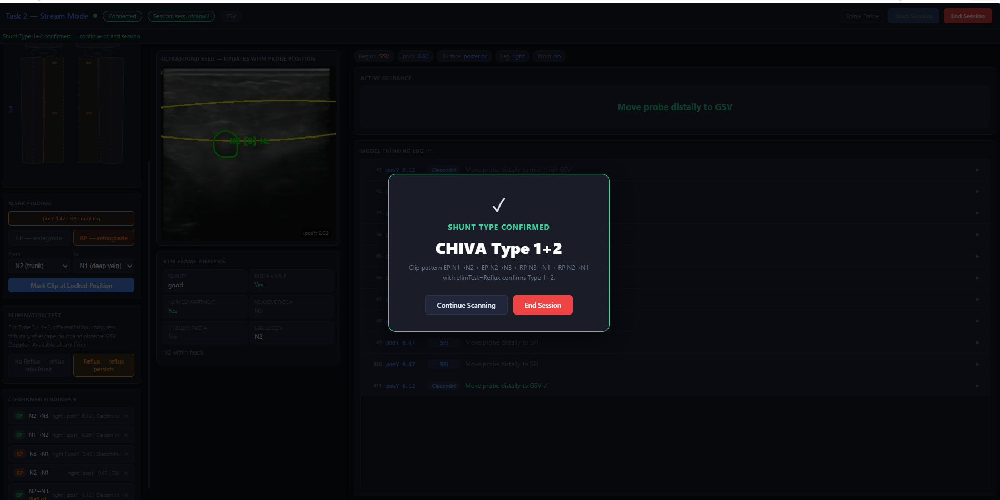 Task 2 — Stream Mode
Connected
Session: sess_ofsagw2
SSV
Single Frame
Start Session
End Session
Shunt Type 1+2 confirmed — continue or end session
SPJ
SPJ
SSV
SSV
Calf
MARK FINDING
posY 0.47 · SPJ · right leg
EP — antegrade
RP — retrograde
From
To
N2 (trunk)
N1 (deep vein)
Mark Clip at Locked Position
ELIMINATION TEST
For Type 3 / 1+2 differentiation: compress
tributary at escape point and observe GSV
Doppler. Available at any time:
No Reflux — reflux
abolished
Reflux — reflux
persists
CONFIRMED FINDINGS 5
EP N2→N3 right | posY=0.12 | Giacomini ×
EP N1→N2 right | posY=0.26 | Giacomini ×
RP N3→N1 right | posY=0.40 | Giacomini ×
RP N2→N1 right | posY=0.47 | SPJ ×
EP N2→N3 right | posY=0.12 | Giacomini ×
[Reflux]
ULTRASOUND FEED — UPDATES WITH PROBE POSITION
posY: 0.80
VLM FRAME ANALYSIS
QUALITY
good
FASCIA VISIBLE
Yes
N2 IN COMPARTMENT
Yes
N3 ABOVE FASCIA
No
N1 BELOW FASCIA
No
LABELS SEEN
N2
N2 within fascia
Region SSV
posY 0.80
Surface posterior
Leg right
Front no
ACTIVE GUIDANCE
Move probe distally to GSV
MODEL THINKING LOG (11)
#1 posY 0.12 Giacomini Move probe distally to mid-thigh GSV
#2
#3
#4
#5
#6
#7
#8
#9 posY 0.47 SPJ Move probe distally to SPJ
#10 posY 0.47 SPJ Move probe distally to SPJ
#11 posY 0.12 Giacomini Move probe distally to GSV ✓
✓
SHUNT TYPE CONFIRMED
CHIVA Type 1+2
Clip pattern EP N1→N2 + EP N2→N3 + RP N3→N1 + RP N2→N1
with elimTest=Reflux confirms Type 1+2.
Continue Scanning
End Session